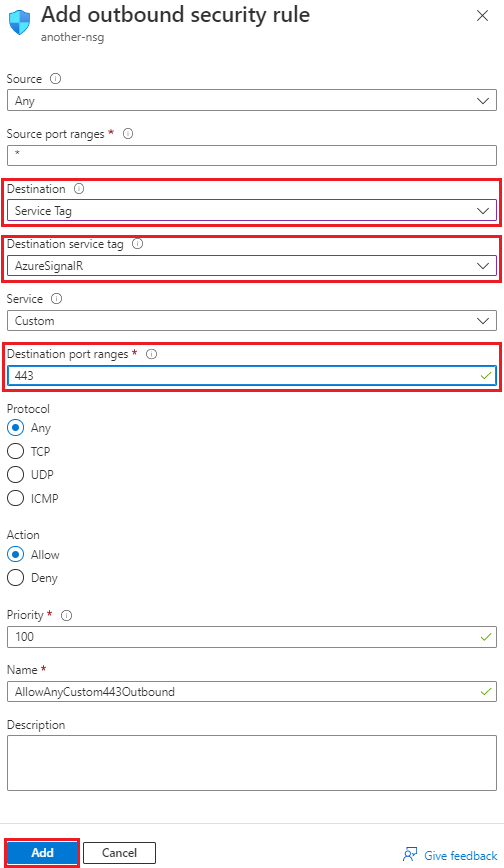 Add outbound security rule
another-nsg
Source
Any
Source port ranges *
*
Destination
Service Tag
Destination service tag
AzureSignalR
Service
Custom
Destination port ranges *
443
Protocol
Any
TCP
UDP
ICMP
Action
Allow
Deny
Priority *
100
Name *
AllowAnyCustom443Outbound
Description
Add Cancel Give feedback